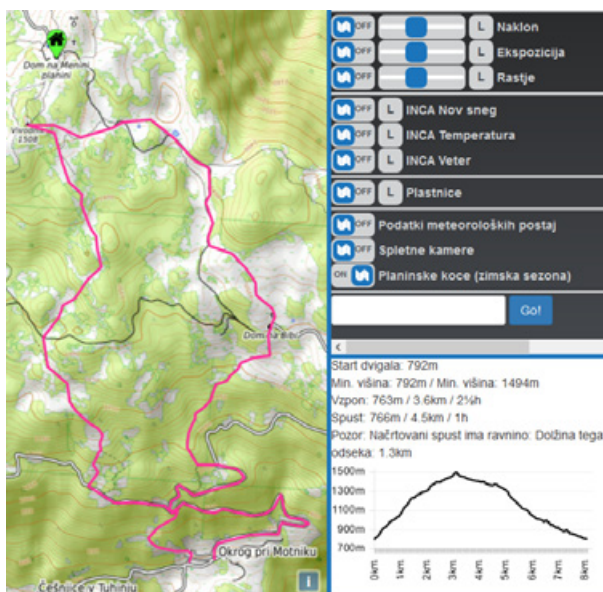 Dom na Menini
planini
Vivodnik
1508
Dom na Bibi
Okrog pri Motniku
Češnjice v Tuhinju
i
OFF L Naklon
OFF L Ekspozicija
OFF L Rastje
OFF L INCA Nov sneg
OFF L INCA Temperatura
OFF L INCA Veter
OFF L Plastnice
OFF Podatki meteoroloških postaj
OFF Spletne kamere
ON Planinske koce (zimska sezona)
Go!
Start dvigala: 792m
Min. višina: 792m / Min. višina: 1494m
Vzpon: 763m / 3.6km / 2½h
Spust: 766m / 4.5km / 1h
Pozor: Načrtovani spust ima ravnino: Dolžina tega
odseka: 1.3km
1500m
1300m
1100m
900m
700m
0km 1km 2km 3km 4km 5km 6km 7km 8km